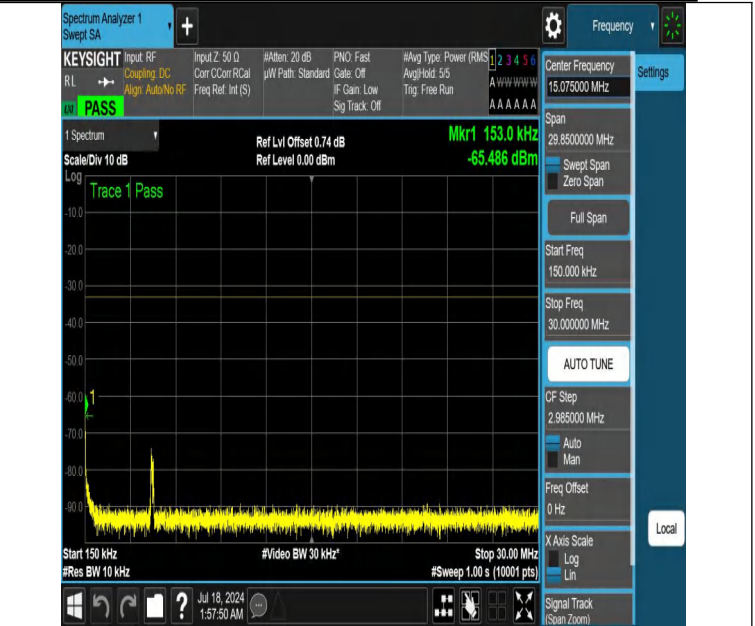 Spectrum Analyzer 1
Swept SA
+
Frequency
KEYSIGHT
RL
PASS
Input: RF
Coupling: DC
Align: Auto/No RF
Input Z: 50 Ω
Corr CCorr RCal
Freq Ref: Int (S)
#Atten: 20 dB
µW Path: Standard
PNO: Fast
Gate: Off
IF Gain: Low
Sig Track: Off
#Avg Type: Power (RMS
Avg|Hold: 5/5
Trig: Free Run
1 2 3 4 5 6
A W W W W W
A A A A A A
1 Spectrum
Scale/Div 10 dB
Log
Ref Lvl Offset 0.74 dB
Ref Level 0.00 dBm
Mkr1 153.0 kHz
-65.486 dBm
Trace 1 Pass
-10.0
-20.0
-30.0
-40.0
-50.0
-60.0
1
-70.0
-80.0
-90.0
Start 150 kHz
#Res BW 10 kHz
#Video BW 30 kHz*
Stop 30.00 MHz
#Sweep 1.00 s (10001 pts)
?
Jul 18, 2024
1:57:50 AM
Center Frequency
15.075000 MHz
Settings
Span
29.8500000 MHz
Swept Span
Zero Span
Full Span
Start Freq
150.000 kHz
Stop Freq
30.000000 MHz
AUTO TUNE
CF Step
2.985000 MHz
Auto
Man
Freq Offset
0 Hz
Local
X Axis Scale
Log
Lin
Signal Track
(Span Zoom)